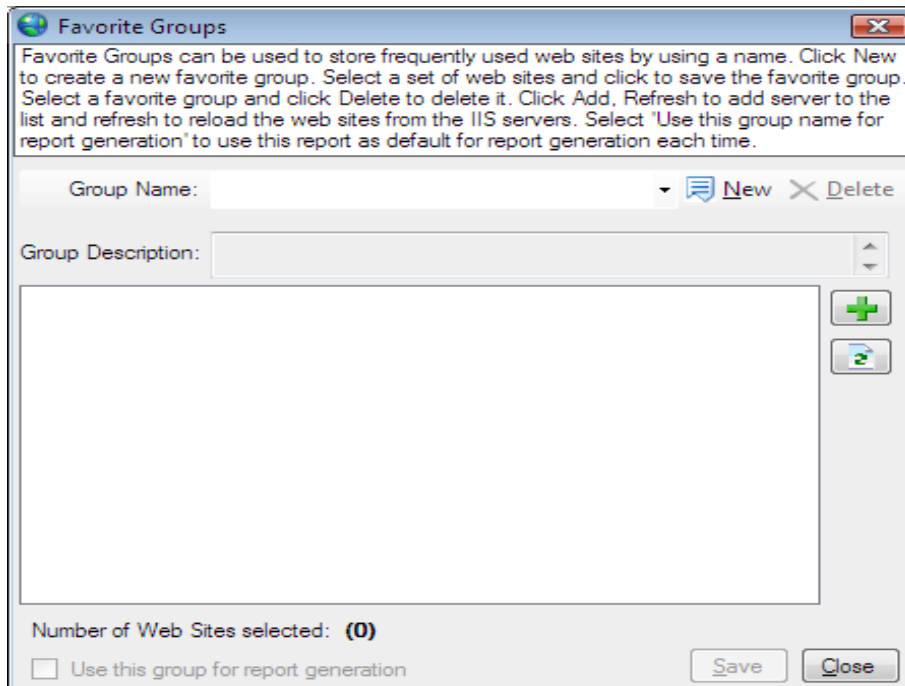 Favorite Groups
Favorite Groups can be used to store frequently used web sites by using a name. Click New
to create a new favorite group. Select a set of web sites and click to save the favorite group.
Select a favorite group and click Delete to delete it. Click Add, Refresh to add server to the
list and refresh to reload the web sites from the IIS servers. Select 'Use this group name for
report generation' to use this report as default for report generation each time.
Group Name: New Delete
Group Description:
Number of Web Sites selected: (0)
Use this group for report generation Save Close